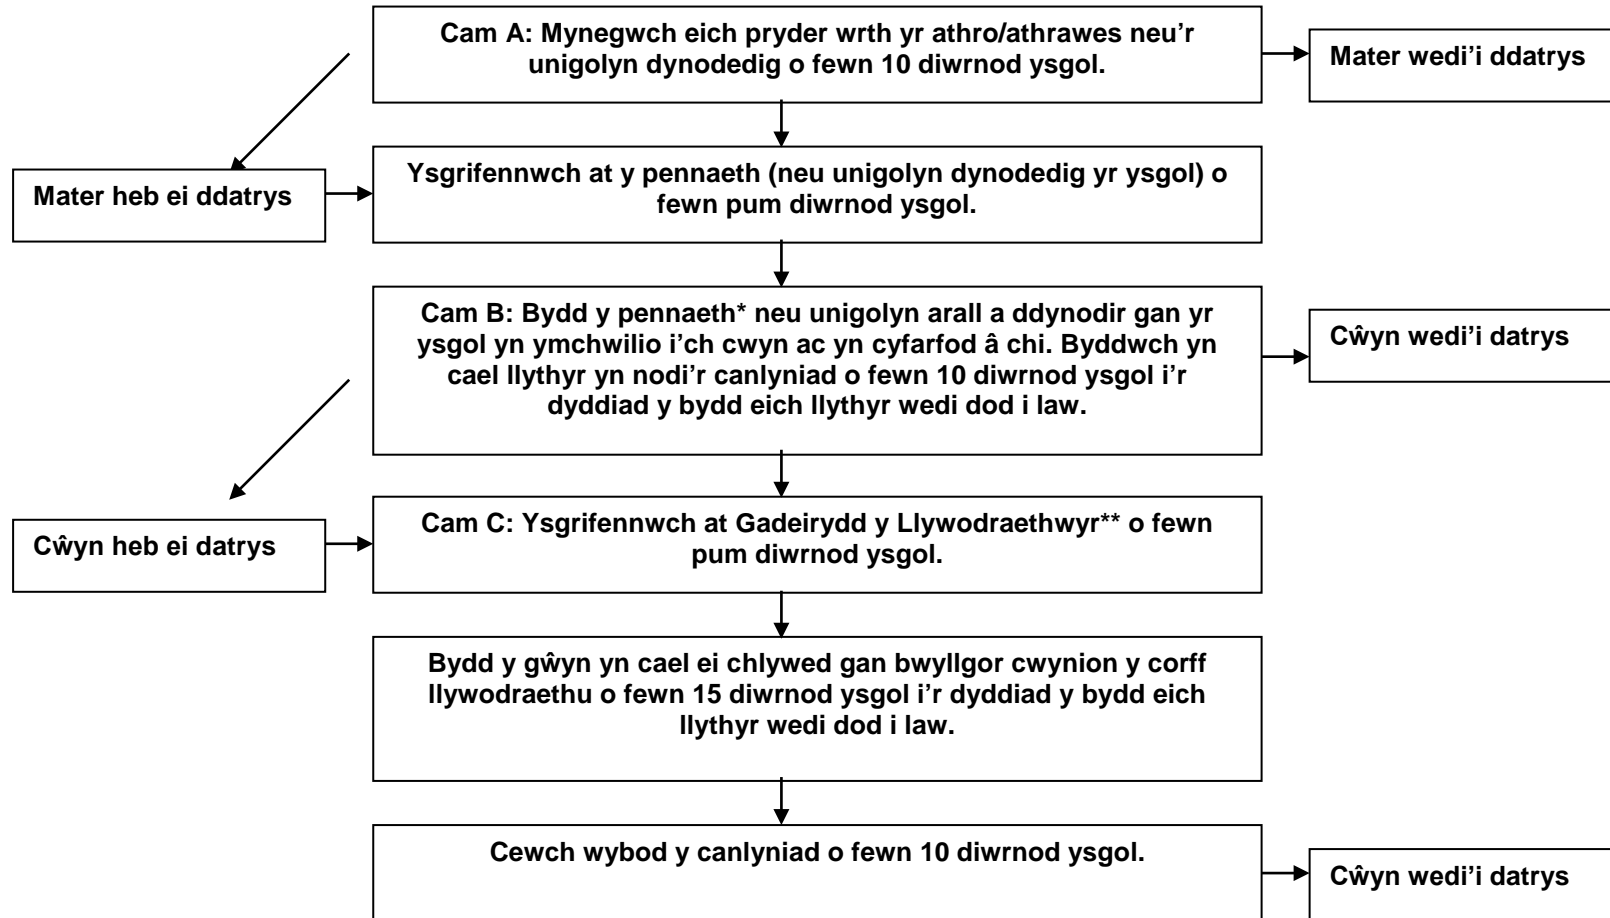 Cam A: Mynegwch eich pryder wrth yr athro/athrawes neu’r
unigolyn dynodedig o fewn 10 diwrnod ysgol.
Mater wedi’i ddatrys
Mater heb ei ddatrys
Ysgrifennwch at y pennaeth (neu unigolyn dynodedig yr ysgol) o
fewn pum diwrnod ysgol.
Cam B: Bydd y pennaeth* neu unigolyn arall a ddynodir gan yr
ysgol yn ymchwilio i’ch cwyn ac yn cyfarfod â chi. Byddwch yn
cael llythyr yn nodi’r canlyniad o fewn 10 diwrnod ysgol i’r
dyddiad y bydd eich llythyr wedi dod i law.
Cŵyn wedi’i datrys
Cŵyn heb ei datrys
Cam C: Ysgrifennwch at Gadeirydd y Llywodraethwyr** o fewn
pum diwrnod ysgol.
Bydd y gŵyn yn cael ei chlywed gan bwyllgor cwynion y corff
llywodraethu o fewn 15 diwrnod ysgol i’r dyddiad y bydd eich
llythyr wedi dod i law.
Cewch wybod y canlyniad o fewn 10 diwrnod ysgol.
Cŵyn wedi’i datrys